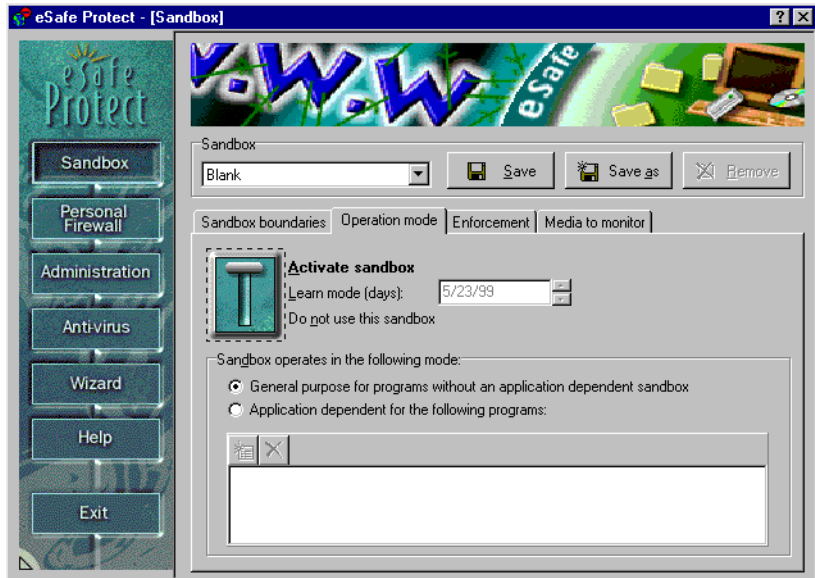 eSafe Protect - [Sandbox]
eSafe
Protect
Sandbox
Personal
Firewall
Administration
Anti-virus
Wizard
Help
Exit
W.W.W
eSafe
Sandbox
Blank
Save
Save as
Remove
Sandbox boundaries
Operation mode
Enforcement
Media to monitor
Activate sandbox
Learn mode (days):
5/23/99
Do not use this sandbox
Sandbox operates in the following mode:
General purpose for programs without an application dependent sandbox
Application dependent for the following programs: